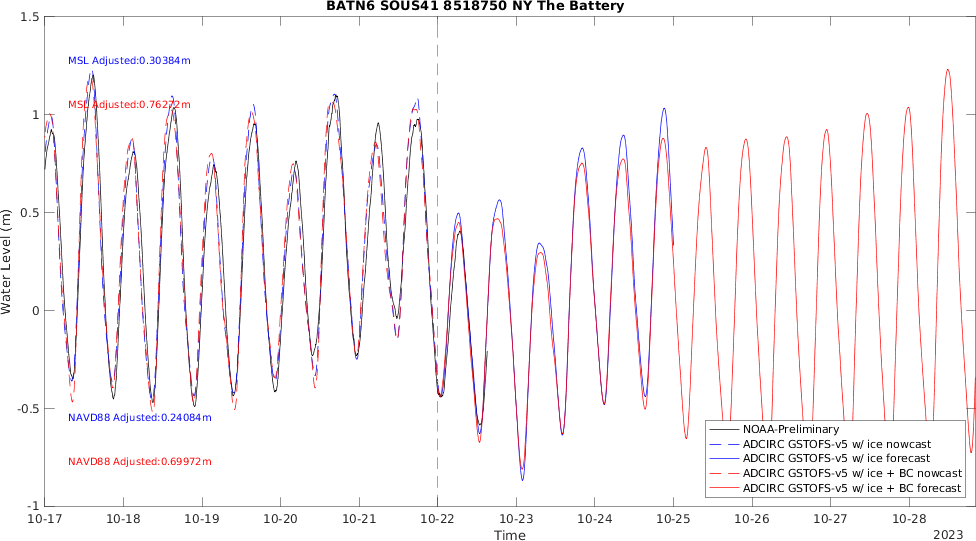 BATN6 SOUS41 8518750 NY The Battery
1.5
MSL Adjusted:0.30384m
MSL Adjusted:0.76272m
1
0.5
Water Level (m)
0
-0.5
NAVD88 Adjusted:0.24084m
NAVD88 Adjusted:0.69972m
NOAA-Preliminary
ADCIRC GSTOFS-v5 w/ ice nowcast
ADCIRC GSTOFS-v5 w/ ice forecast
ADCIRC GSTOFS-v5 w/ ice + BC nowcast
ADCIRC GSTOFS-v5 w/ ice + BC forecast
-1
10-17 10-18 10-19 10-20 10-21 10-22 10-23 10-24 10-25 10-26 10-27 10-28
Time
2023